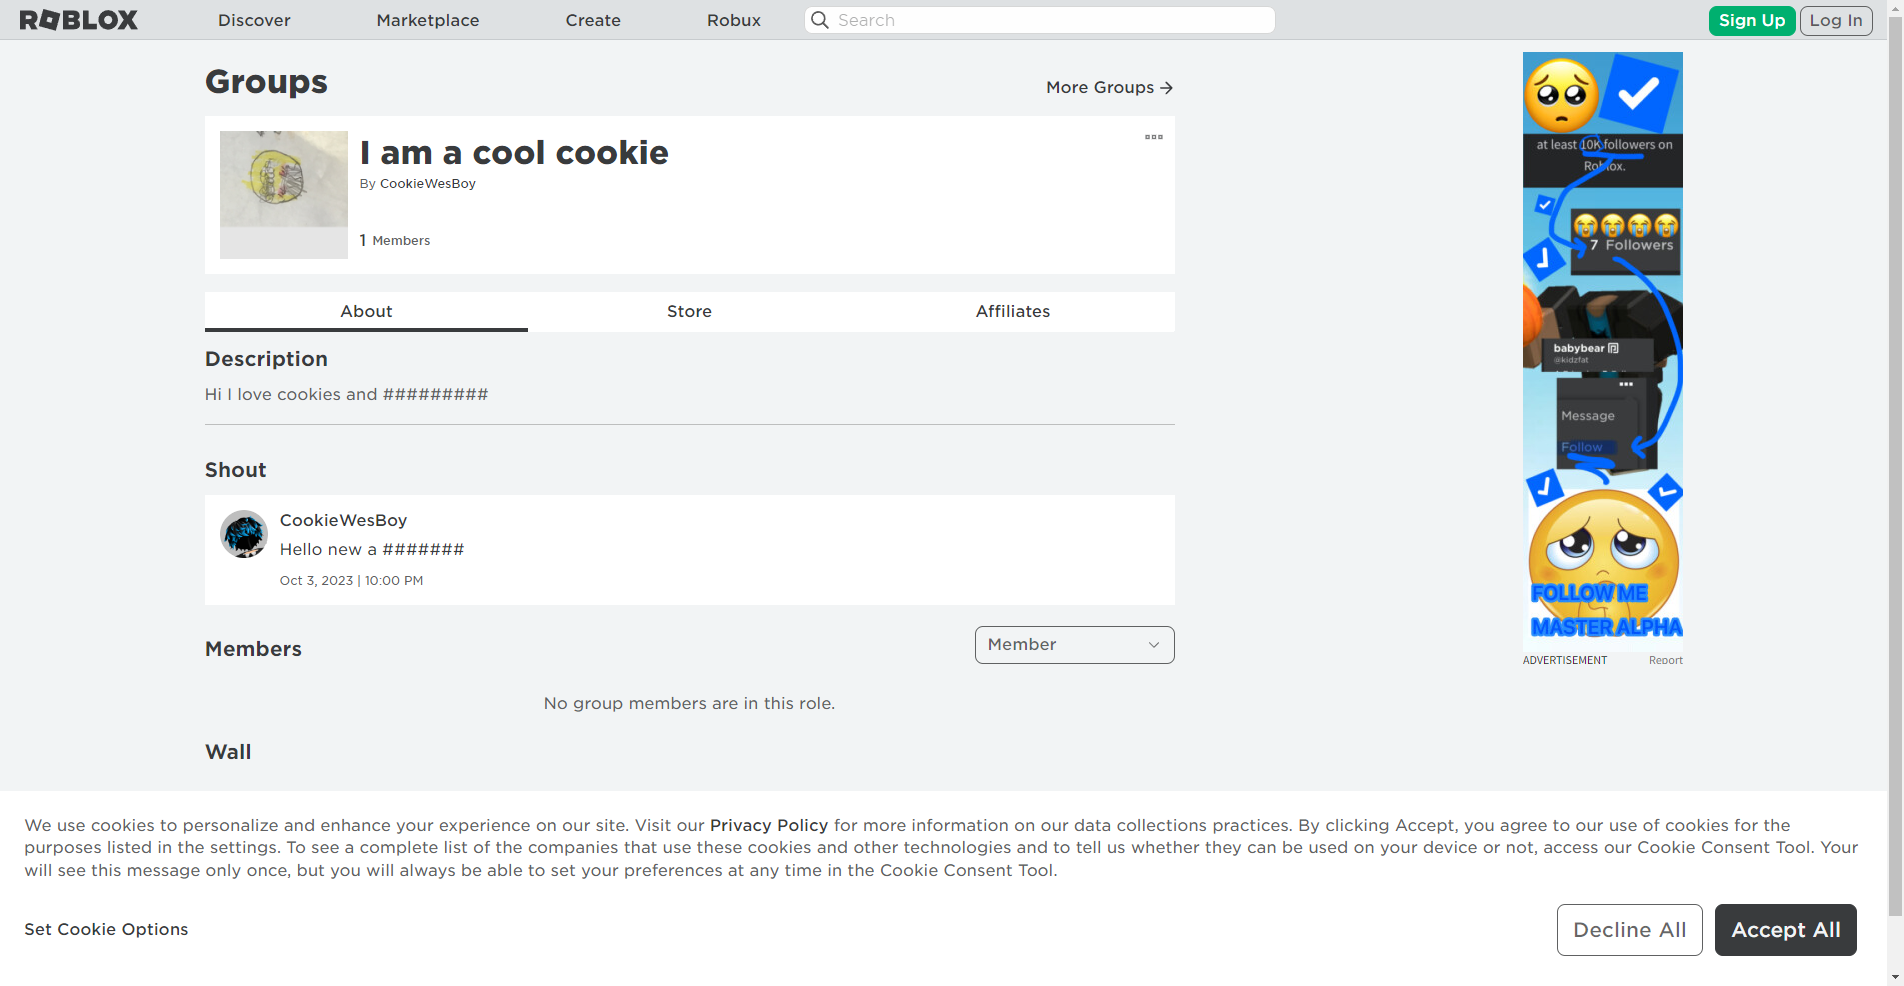 ROBLOX
Discover
Marketplace
Create
Robux
Search
Sign Up
Log In
Groups
More Groups
I am a cool cookie
By CookieWesBoy
1 Members
About
Store
Affiliates
Description
Hi I love cookies and #########
Shout
CookieWesBoy
Hello new a #######
Oct 3, 2023 | 10:00 PM
Members
Member
No group members are in this role.
Wall
at least 10K followers on
Roblox.
7 Followers
babybear
@kidzfat
Message
Follow
FOLLOW ME
MASTER ALPHA
ADVERTISEMENT
Report
We use cookies to personalize and enhance your experience on our site. Visit our Privacy Policy for more information on our data collections practices. By clicking Accept, you agree to our use of cookies for the
purposes listed in the settings. To see a complete list of the companies that use these cookies and other technologies and to tell us whether they can be used on your device or not, access our Cookie Consent Tool. Your
will see this message only once, but you will always be able to set your preferences at any time in the Cookie Consent Tool.
Set Cookie Options
Decline All
Accept All